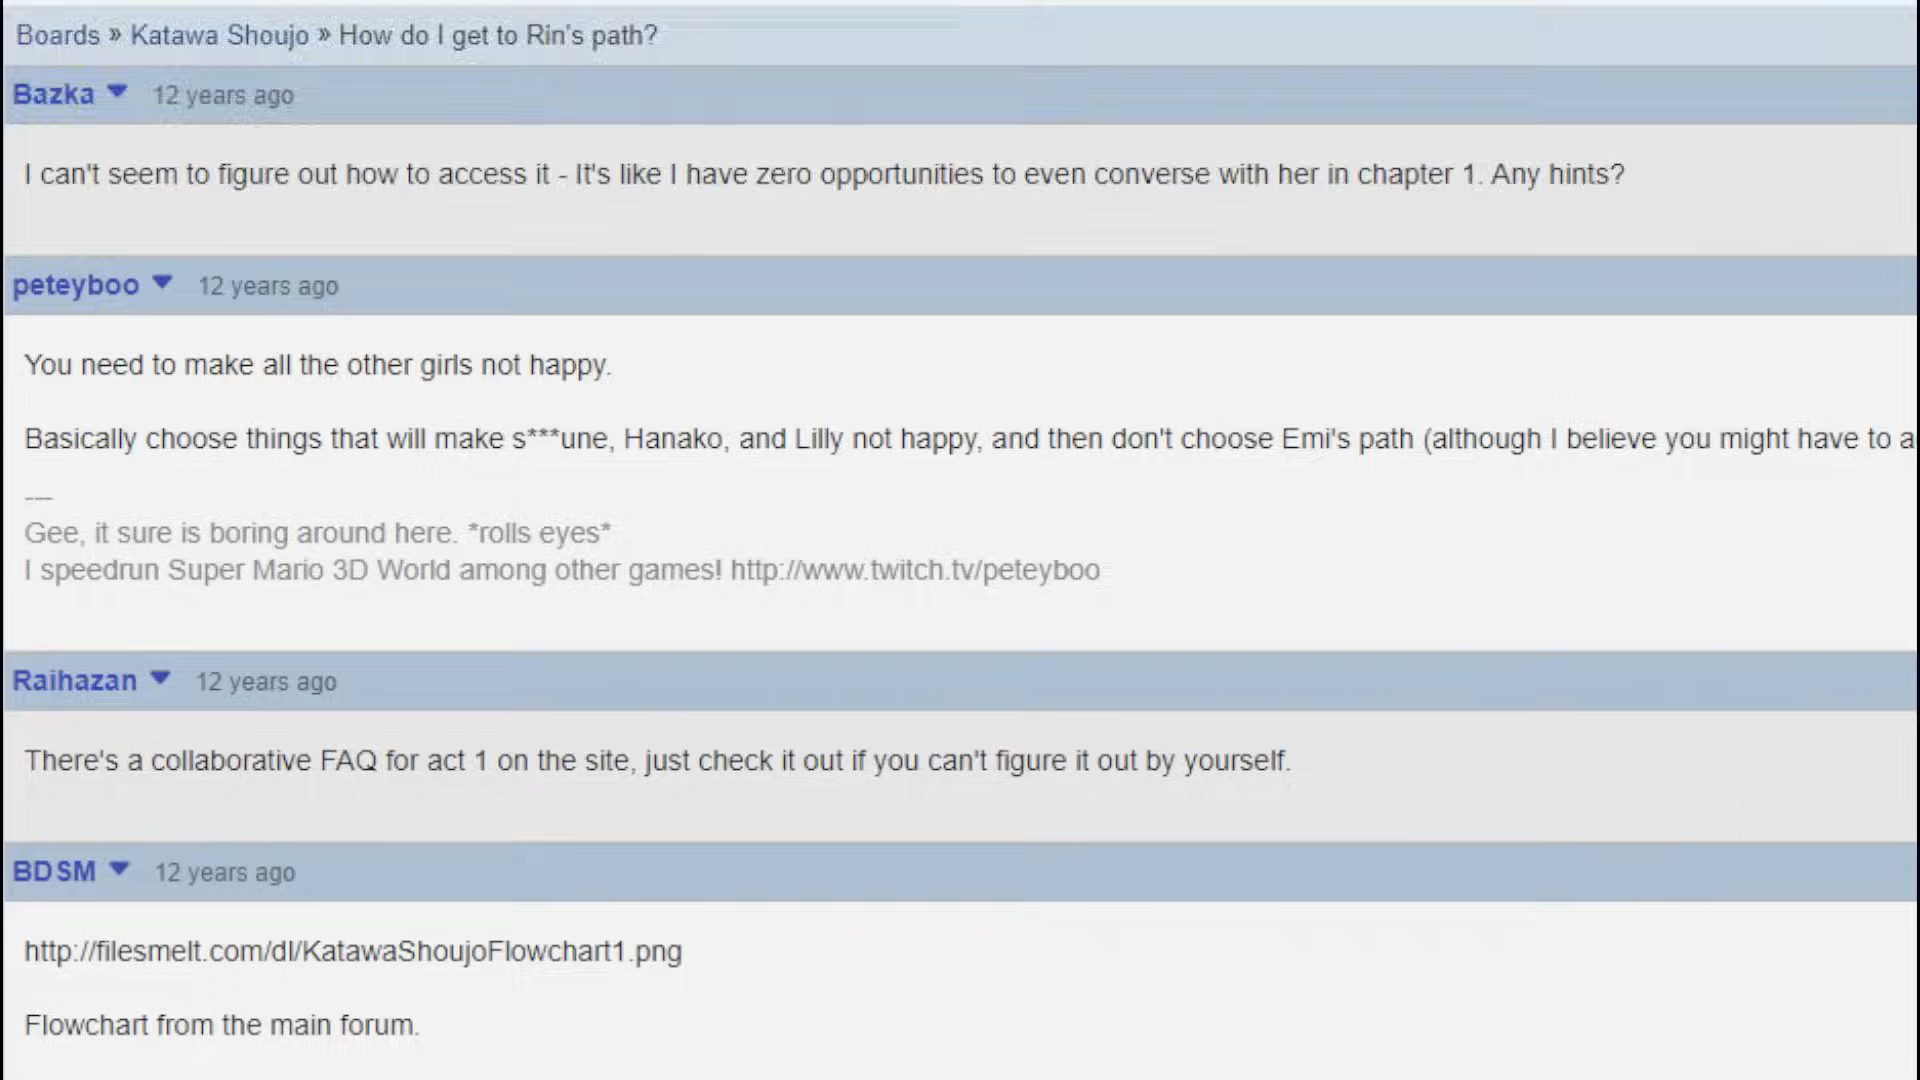 Boards » Katawa Shoujo » How do I get to Rin's path?
Bazka 12 years ago
I can't seem to figure out how to access it - It's like I have zero opportunities to even converse with her in chapter 1. Any hints?
peteyboo 12 years ago
You need to make all the other girls not happy.
Basically choose things that will make s***une, Hanako, and Lilly not happy, and then don't choose Emi's path (although I believe you might have to a
---
Gee, it sure is boring around here. *rolls eyes*
I speedrun Super Mario 3D World among other games! http://www.twitch.tv/peteyboo
Raihazan 12 years ago
There's a collaborative FAQ for act 1 on the site, just check it out if you can't figure it out by yourself.
BDSM 12 years ago
http://filesmelt.com/dl/KatawaShoujoFlowchart1.png
Flowchart from the main forum.